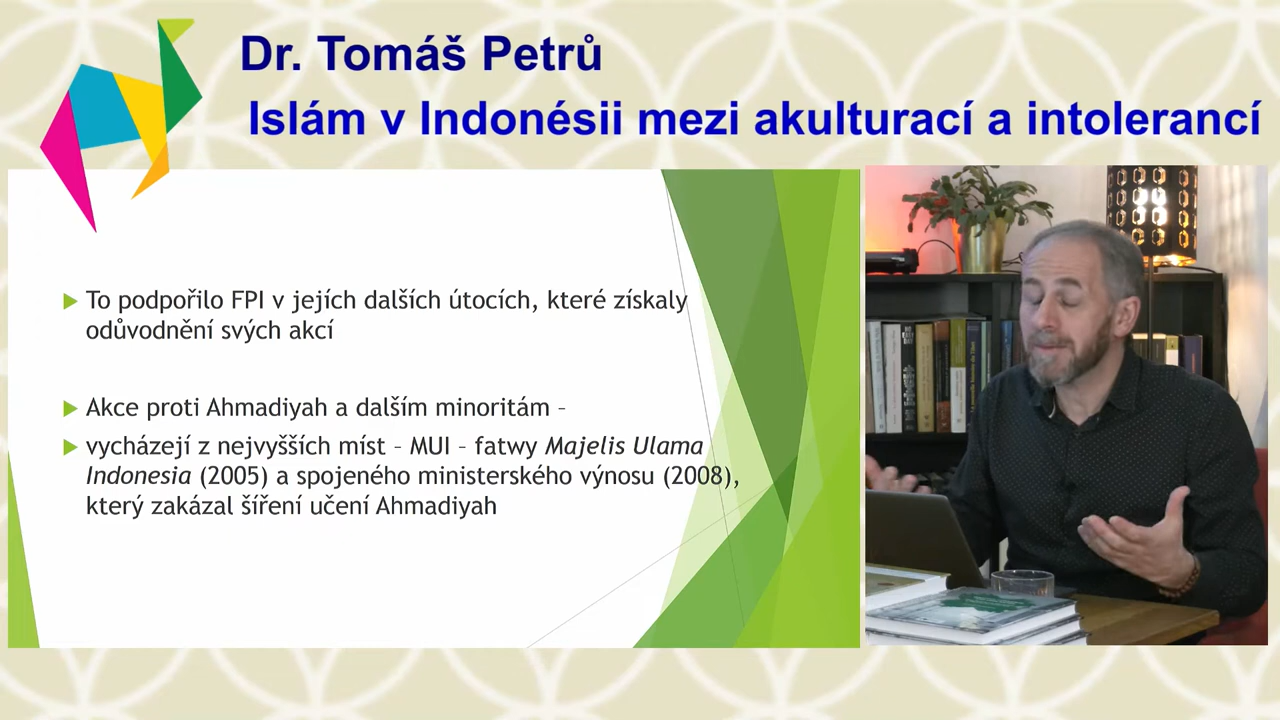 Dr. Tomáš Petrů
Islám v Indonésii mezi akulturací a intolerancí
To podpořilo FPI v jejích dalších útocích, které získaly
odůvodnění svých akcí
Akce proti Ahmadiyah a dalším minoritám –
vycházejí z nejvyšších míst – MUI – fatwy Majelis Ulama
Indonesia (2005) a spojeného ministerského výnosu (2008),
který zakázal šíření učení Ahmadiyah